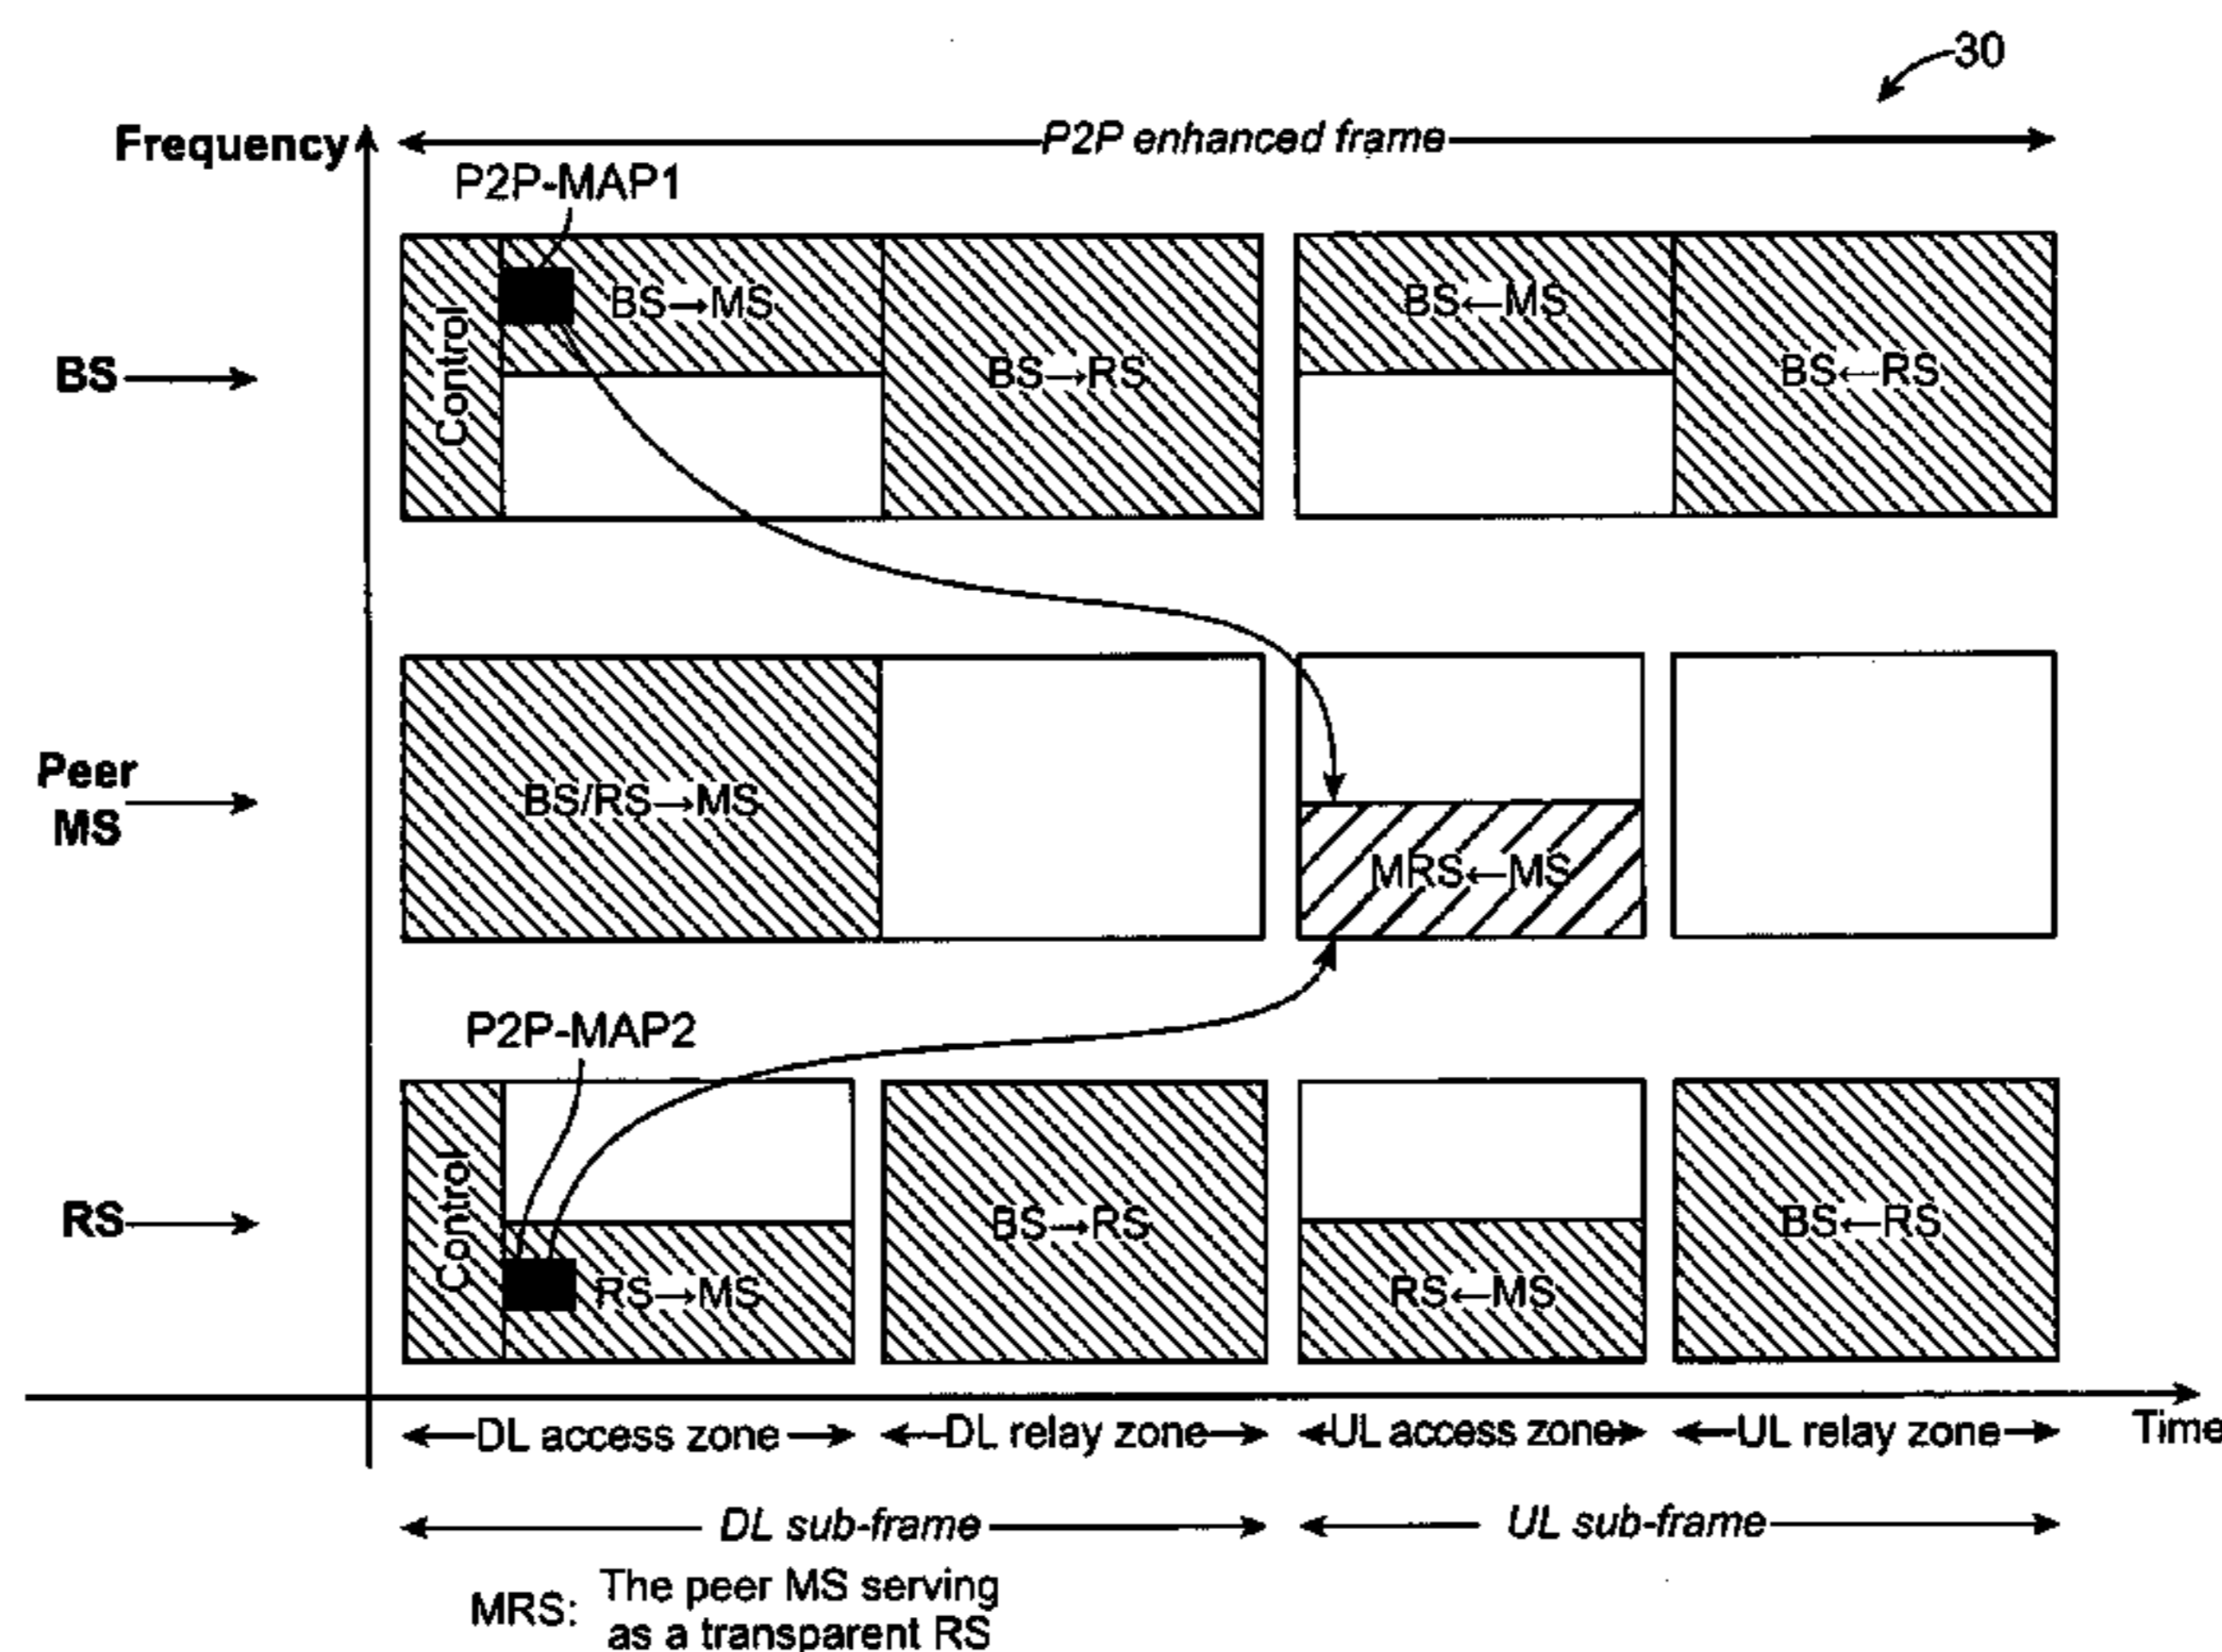 30
Frequency
P2P enhanced frame
P2P-MAP1
BS
Control
BS→MS
BS→RS
BS←MS
BS←RS
Peer
MS
BS/RS→MS
MRS←MS
P2P-MAP2
RS
Control
RS→MS
BS→RS
RS←MS
BS←RS
DL access zone
DL relay zone
UL access zone
UL relay zone
Time
DL sub-frame
UL sub-frame
MRS: The peer MS serving
as a transparent RS